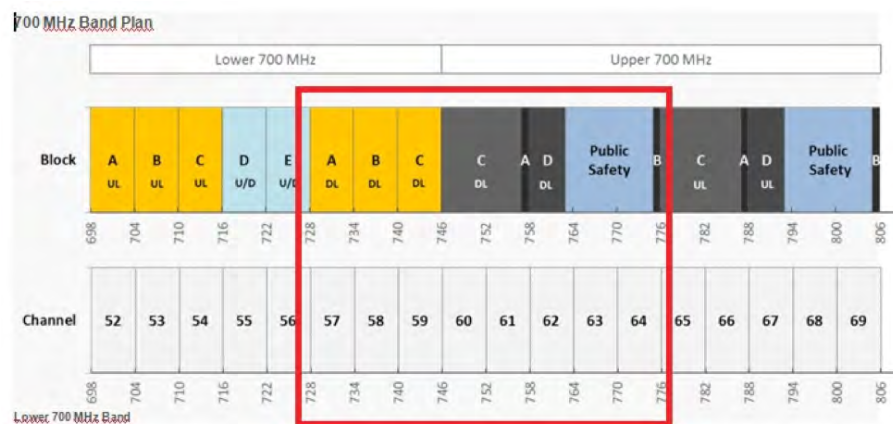 700 MHz Band Plan
Lower 700 MHz Upper 700 MHz
Block A B C D E A B C C A D Public Safety B C A D Public Safety B
UL UL UL U/D U/D DL DL DL DL DL UL UL
698 704 710 716 722 728 734 740 746 752 758 764 770 776 782 788 794 800 806
Channel 52 53 54 55 56 57 58 59 60 61 62 63 64 65 66 67 68 69
698 704 710 716 722 728 734 740 746 752 758 764 770 776 782 788 794 800 806
Lower 700 MHz Band